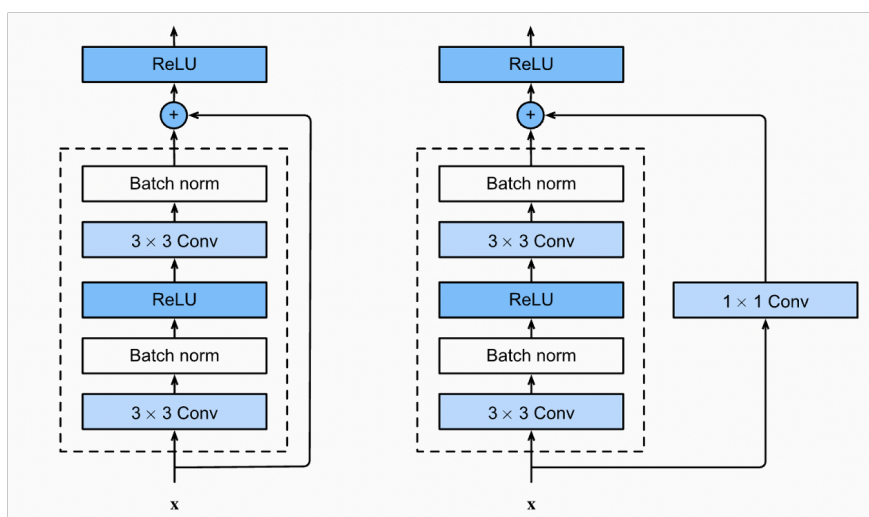 ReLU
+
Batch norm
3 × 3 Conv
ReLU
Batch norm
3 × 3 Conv
x
ReLU
+
Batch norm
3 × 3 Conv
ReLU
Batch norm
3 × 3 Conv
1 × 1 Conv
x